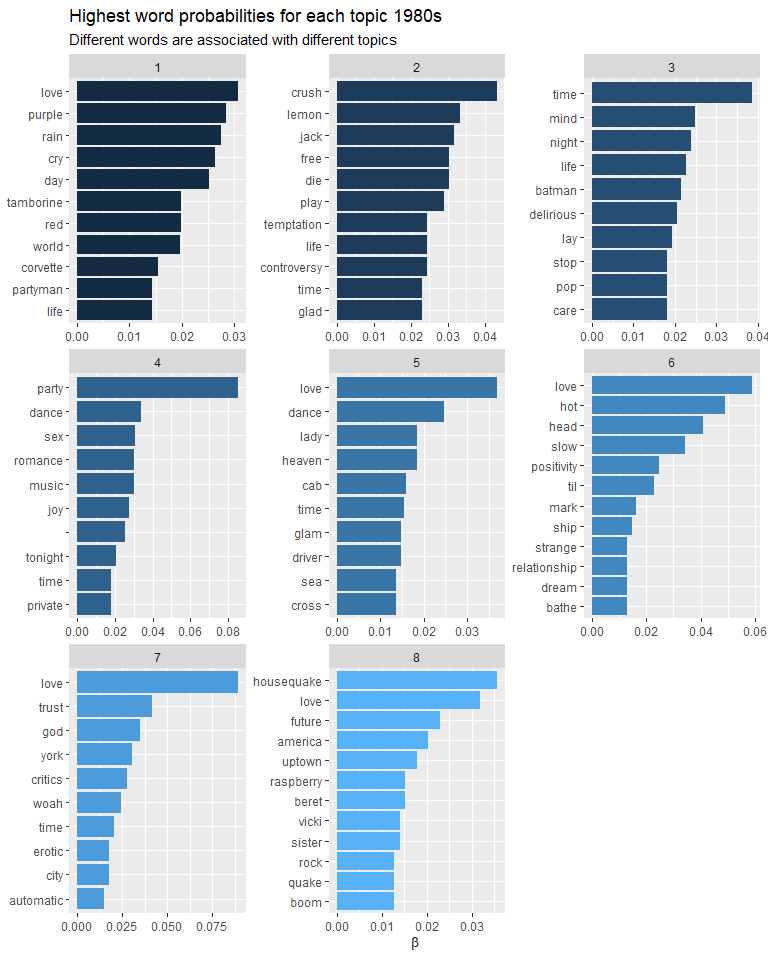 Highest word probabilities for each topic 1980s
Different words are associated with different topics
1
love
purple
rain
cry
day
tamborine
red
world
corvette
partyman
life
0.00 0.01 0.02 0.03
2
crush
lemon
jack
free
die
play
temptation
life
controversy
time
glad
0.00 0.01 0.02 0.03 0.04
3
time
mind
night
life
batman
delirious
lay
stop
pop
care
0.00 0.01 0.02 0.03 0.04
4
party
dance
sex
romance
music
joy
tonight
time
private
0.00 0.02 0.04 0.06 0.08
5
love
dance
lady
heaven
cab
time
glam
driver
sea
cross
0.00 0.01 0.02 0.03
6
love
hot
head
slow
positivity
til
mark
ship
strange
relationship
dream
bathe
0.00 0.02 0.04 0.06
7
love
trust
god
york
critics
woah
time
erotic
city
automatic
0.000 0.025 0.050 0.075
8
housequake
love
future
america
uptown
raspberry
beret
vicki
sister
rock
quake
boom
0.00 0.01 0.02 0.03
β